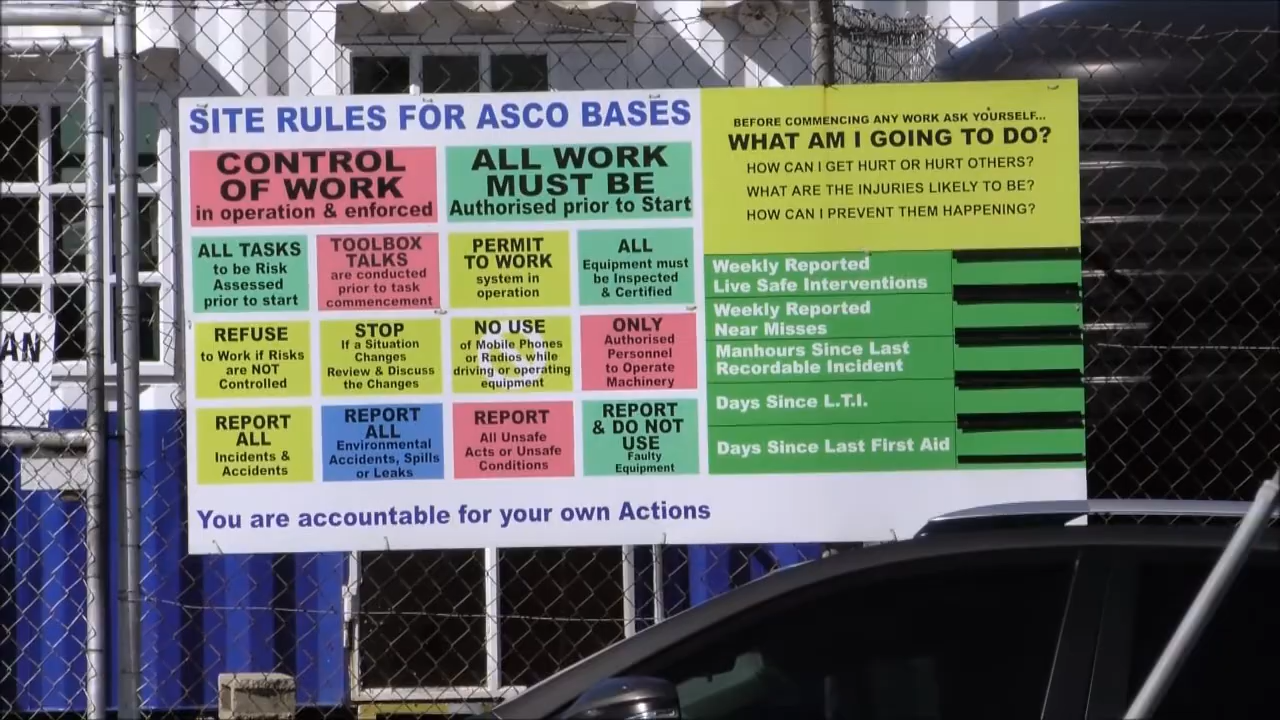 SITE RULES FOR ASCO BASES
CONTROL
OF WORK
in operation & enforced
ALL WORK
MUST BE
Authorised prior to Start
ALL TASKS
to be Risk
Assessed
prior to start
TOOLBOX
TALKS
are conducted
prior to task
commencement
PERMIT
TO WORK
system in
operation
ALL
Equipment must
be Inspected
& Certified
REFUSE
to Work if Risks
are NOT
Controlled
STOP
If a Situation
Changes
Review & Discuss
the Changes
NO USE
of Mobile Phones
or Radios while
driving or operating
equipment
ONLY
Authorised
Personnel
to Operate
Machinery
REPORT
ALL
Incidents &
Accidents
REPORT
ALL
Environmental
Accidents, Spills
or Leaks
REPORT
All Unsafe
Acts or Unsafe
Conditions
REPORT
& DO NOT
USE
Faulty
Equipment
You are accountable for your own Actions
BEFORE COMMENCING ANY WORK ASK YOURSELF...
WHAT AM I GOING TO DO?
HOW CAN I GET HURT OR HURT OTHERS?
WHAT ARE THE INJURIES LIKELY TO BE?
HOW CAN I PREVENT THEM HAPPENING?
Weekly Reported
Live Safe Interventions
Weekly Reported
Near Misses
Manhours Since Last
Recordable Incident
Days Since L.T.I.
Days Since Last First Aid
AN